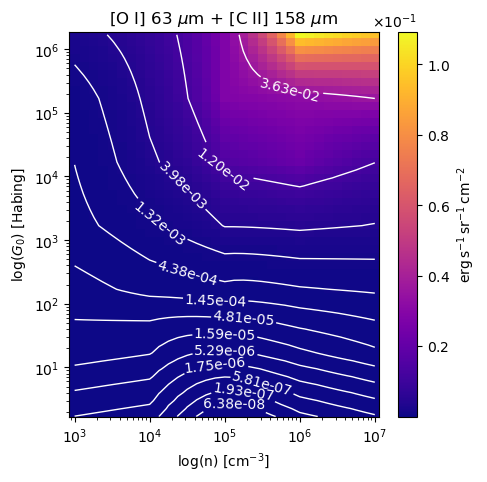 [O I] 63 μm + [C II] 158 μm
×10⁻¹
10⁶
10⁵
10⁴
10³
10²
10¹
log(G₀) [Habing]
3.63e-02
1.20e-02
3.98e-03
1.32e-03
4.38e-04
1.45e-04
4.81e-05
1.59e-05
5.29e-06
1.75e-06
5.81e-07
1.93e-07
6.38e-08
10³ 10⁴ 10⁵ 10⁶ 10⁷
log(n) [cm⁻³]
1.0
0.8
0.6
0.4
0.2
erg s⁻¹ sr⁻¹ cm⁻²